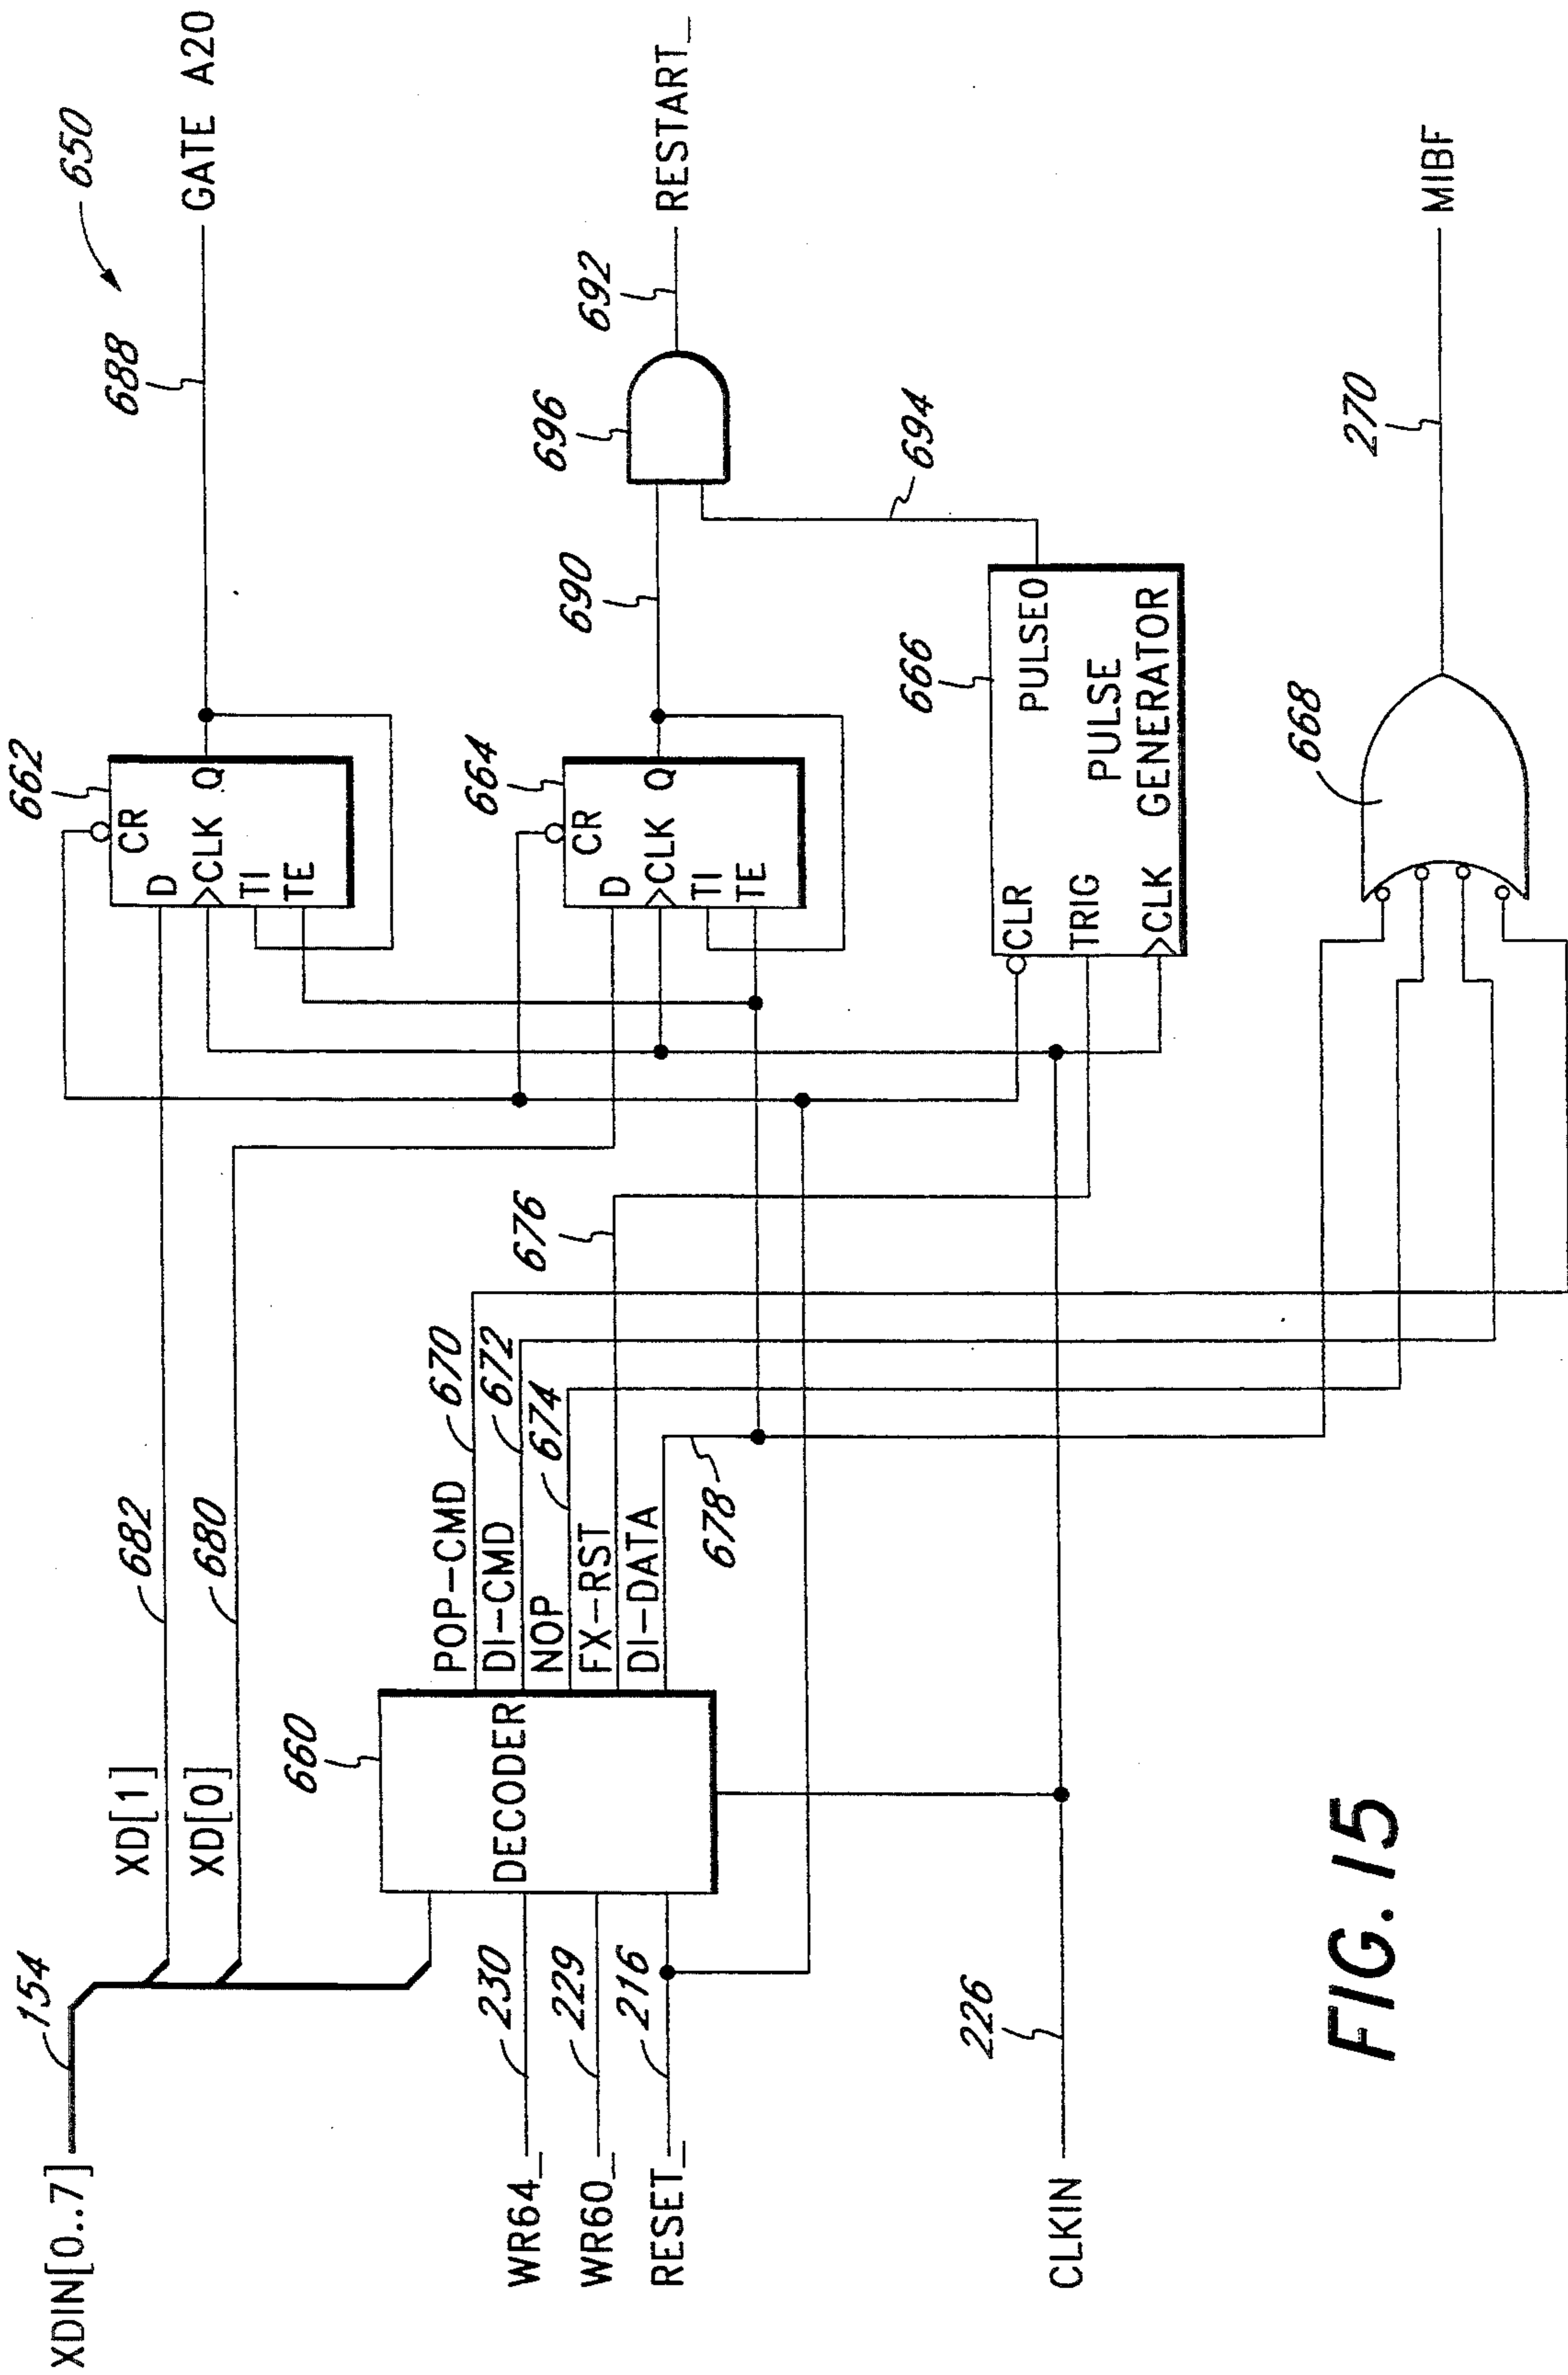 650
XDIN[0..7]
154
XD[1]
682
XD[0]
680
662
CR
D
CLK Q
TI
TE
688
GATE A20
664
CR
D
CLK Q
TI
TE
690
696
692
RESTART_
694
660
DECODER
WR64_
230
WR60_
229
RESET_
216
POP-CMD
670
DI-CMD
672
NOP
674
FX-RST
676
DI-DATA
678
666
CLR
TRIG
CLK
PULSE0
PULSE
GENERATOR
CLKIN
226
668
270
MIBF
FIG. 15